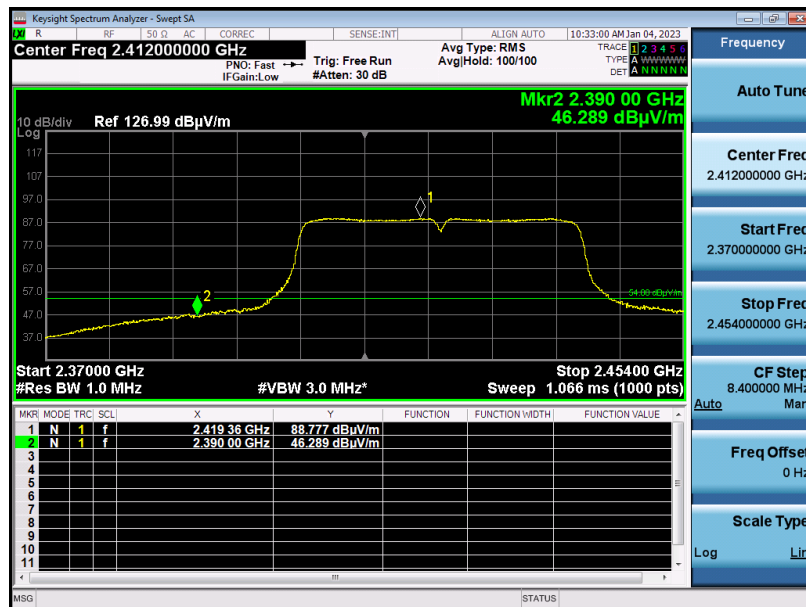 Keysight Spectrum Analyzer - Swept SA
LXI R RF 50 Ω AC CORREC SENSE:INT ALIGN AUTO 10:33:00 AM Jan 04, 2023
Center Freq 2.412000000 GHz
PNO: Fast
IFGain:Low
Trig: Free Run
#Atten: 30 dB
Avg Type: RMS
Avg|Hold: 100/100
TRACE 1 2 3 4 5 6
TYPE A WWWWW
DET A N N N N N
Mkr2 2.390 00 GHz
46.289 dBµV/m
10 dB/div Ref 126.99 dBµV/m
Log
117
107
97.0
87.0
77.0
67.0
57.0
47.0
37.0
1
2
54.00 dBµV/m
Start 2.37000 GHz Stop 2.45400 GHz
#Res BW 1.0 MHz #VBW 3.0 MHz* Sweep 1.066 ms (1000 pts)
MKR MODE TRC SCL X Y FUNCTION FUNCTION WIDTH FUNCTION VALUE
1 N 1 f 2.419 36 GHz 88.777 dBµV/m
2 N 1 f 2.390 00 GHz 46.289 dBµV/m
3
4
5
6
7
8
9
10
11
MSG STATUS
Frequency
Auto Tune
Center Freq
2.412000000 GHz
Start Freq
2.370000000 GHz
Stop Freq
2.454000000 GHz
CF Step
8.400000 MHz
Auto Man
Freq Offset
0 Hz
Scale Type
Log Lin